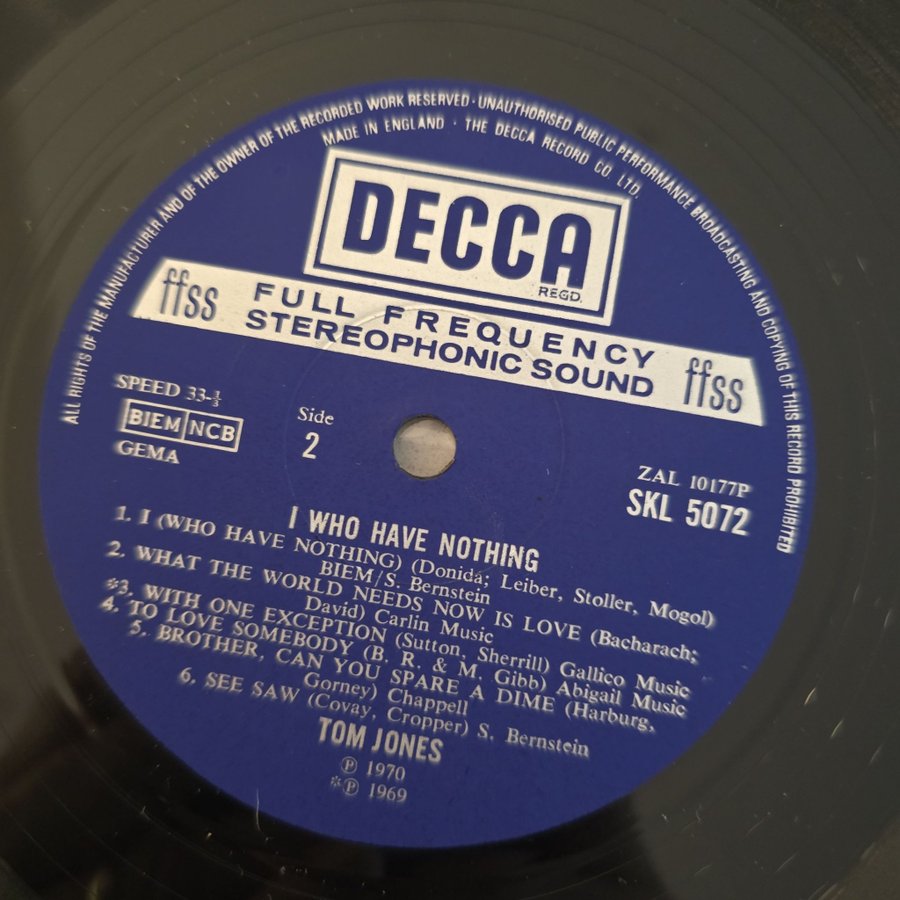 ALL RIGHTS OF THE MANUFACTURER AND OF THE OWNER OF THE RECORDED WORK RESERVED · UNAUTHORISED PUBLIC PERFORMANCE BROADCASTING AND COPYING OF THIS RECORD PROHIBITED
MADE IN ENGLAND · THE DECCA RECORD CO. LTD.
DECCA
REGD.
ffss FULL FREQUENCY ffss
STEREOPHONIC SOUND
SPEED 33-⅓
BIEM/NCB
GEMA
Side
2
ZAL 10177P
SKL 5072
I WHO HAVE NOTHING
1. I (WHO HAVE NOTHING) (Donida; Leiber, Stoller, Mogol)
BIEM/S. Bernstein
2. WHAT THE WORLD NEEDS NOW IS LOVE (Bacharach;
David) Carlin Music
*3. WITH ONE EXCEPTION (Sutton, Sherrill) Gallico Music
4. TO LOVE SOMEBODY (B. R. & M. Gibb) Abigail Music
5. BROTHER, CAN YOU SPARE A DIME (Harburg,
Gorney) Chappell
6. SEE SAW (Covay, Cropper) S. Bernstein
TOM JONES
℗ 1970
*℗ 1969